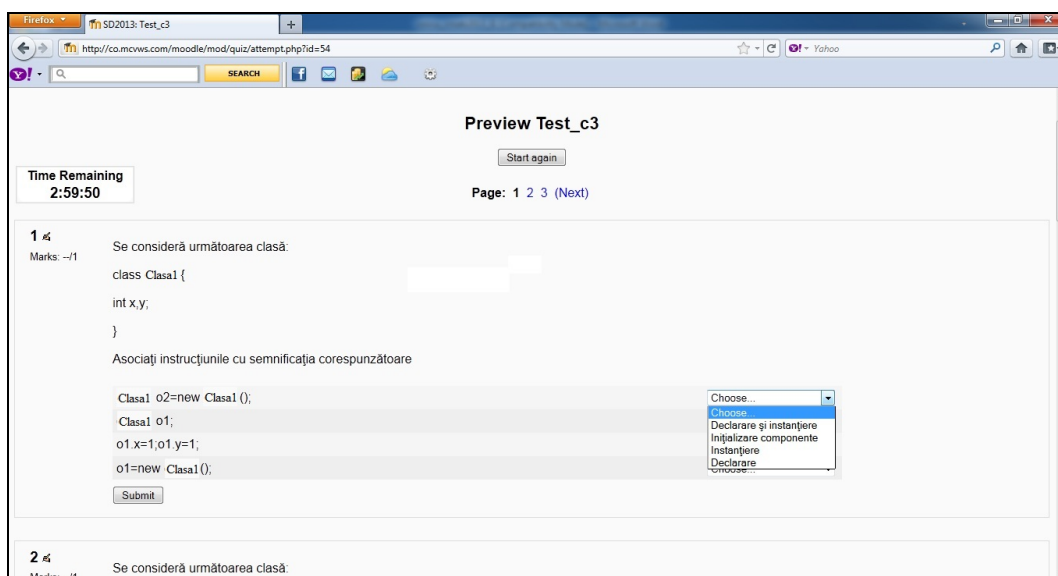 Firefox
SD2013: Test_c3
http://co.mcvws.com/moodle/mod/quiz/attempt.php?id=54
Yahoo
SEARCH
Preview Test_c3
Start again
Time Remaining
2:59:50
Page: 1 2 3 (Next)
1
Marks: --/1
Se consideră următoarea clasă:
class Clasa1 {
int x,y;
}
Asociaţi instrucţiunile cu semnificaţia corespunzătoare
Clasa1 o2=new Clasa1 ();
Choose...
Choose...
Declarare şi instanţiere
Iniţializare componente
Instanţiere
Declarare
Clasa1 o1;
o1.x=1;o1.y=1;
o1=new Clasa1();
Choose...
Submit
2
Se consideră următoarea clasă: